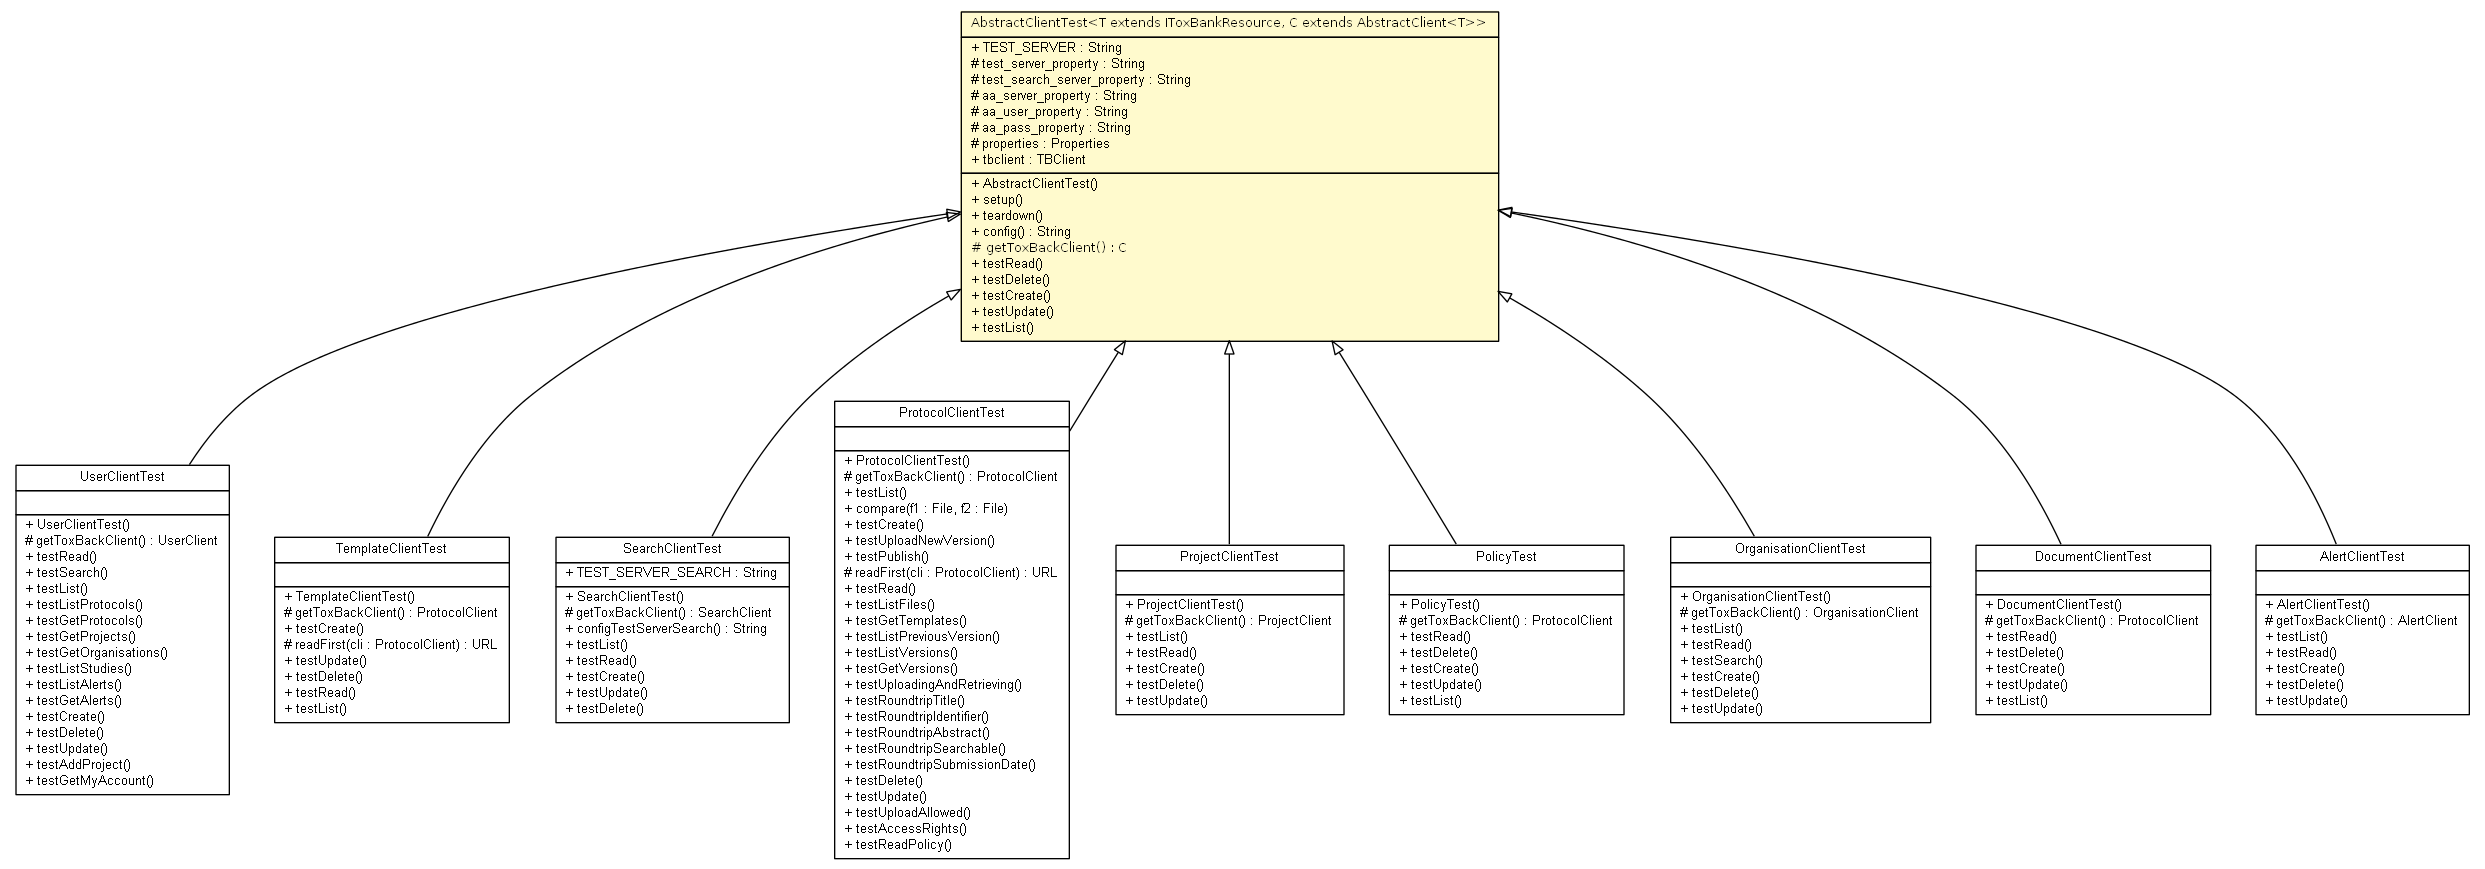 AbstractClientTest<T extends IToxBankResource, C extends AbstractClient<T>>
+ TEST_SERVER : String
# test_server_property : String
# test_search_server_property : String
# aa_server_property : String
# aa_user_property : String
# aa_pass_property : String
# properties : Properties
+ tbclient : TBClient
+ AbstractClientTest()
+ setup()
+ teardown()
+ config() : String
# getToxBackClient() : C
+ testRead()
+ testDelete()
+ testCreate()
+ testUpdate()
+ testList()
UserClientTest
+ UserClientTest()
# getToxBackClient() : UserClient
+ testRead()
+ testSearch()
+ testList()
+ testListProtocols()
+ testGetProtocols()
+ testGetProjects()
+ testGetOrganisations()
+ testListStudies()
+ testListAlerts()
+ testGetAlerts()
+ testCreate()
+ testDelete()
+ testUpdate()
+ testAddProject()
+ testGetMyAccount()
TemplateClientTest
+ TemplateClientTest()
# getToxBackClient() : ProtocolClient
+ testCreate()
# readFirst(cli : ProtocolClient) : URL
+ testUpdate()
+ testDelete()
+ testRead()
+ testList()
SearchClientTest
+ TEST_SERVER_SEARCH : String
+ SearchClientTest()
# getToxBackClient() : SearchClient
+ configTestServerSearch() : String
+ testList()
+ testRead()
+ testCreate()
+ testUpdate()
+ testDelete()
ProtocolClientTest
+ ProtocolClientTest()
# getToxBackClient() : ProtocolClient
+ testList()
+ compare(f1 : File, f2 : File)
+ testCreate()
+ testUploadNewVersion()
+ testPublish()
# readFirst(cli : ProtocolClient) : URL
+ testRead()
+ testListFiles()
+ testGetTemplates()
+ testListPreviousVersion()
+ testListVersions()
+ testGetVersions()
+ testUploadingAndRetrieving()
+ testRoundtripTitle()
+ testRoundtripIdentifier()
+ testRoundtripAbstract()
+ testRoundtripSearchable()
+ testRoundtripSubmissionDate()
+ testDelete()
+ testUpdate()
+ testUploadAllowed()
+ testAccessRights()
+ testReadPolicy()
ProjectClientTest
+ ProjectClientTest()
# getToxBackClient() : ProjectClient
+ testList()
+ testRead()
+ testCreate()
+ testDelete()
+ testUpdate()
PolicyTest
+ PolicyTest()
# getToxBackClient() : ProtocolClient
+ testRead()
+ testDelete()
+ testCreate()
+ testUpdate()
+ testList()
OrganisationClientTest
+ OrganisationClientTest()
# getToxBackClient() : OrganisationClient
+ testList()
+ testRead()
+ testSearch()
+ testCreate()
+ testDelete()
+ testUpdate()
DocumentClientTest
+ DocumentClientTest()
# getToxBackClient() : ProtocolClient
+ testRead()
+ testDelete()
+ testCreate()
+ testUpdate()
+ testList()
AlertClientTest
+ AlertClientTest()
# getToxBackClient() : AlertClient
+ testList()
+ testRead()
+ testCreate()
+ testDelete()
+ testUpdate()